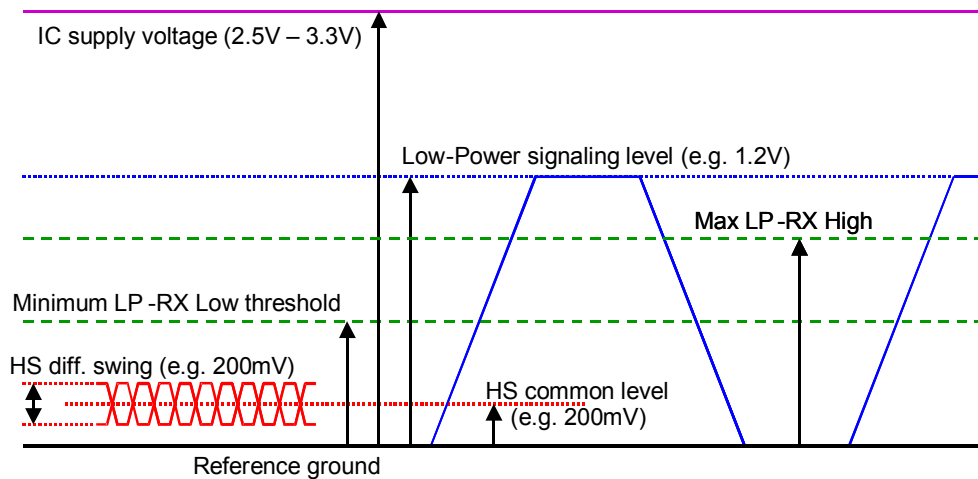 IC supply voltage (2.5V – 3.3V)
Low-Power signaling level (e.g. 1.2V)
Max LP-RX High
Minimum LP-RX Low threshold
HS diff. swing (e.g. 200mV)
HS common level
(e.g. 200mV)
Reference ground